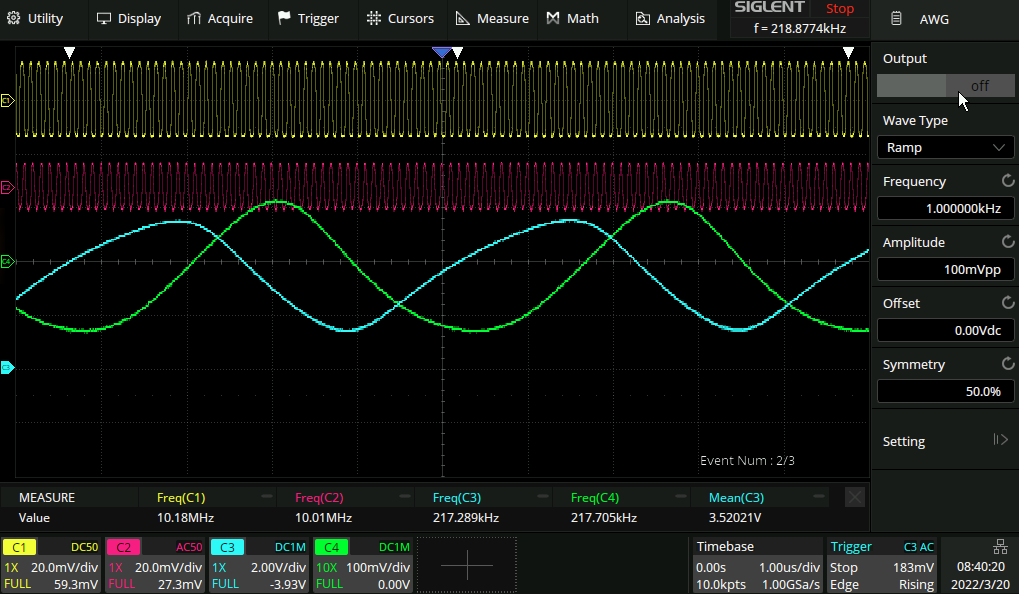 Utility Display Acquire Trigger Cursors Measure Math Analysis SIGLENT Stop AWG
f = 218.8774kHz
Output
off
Wave Type
Ramp
Frequency
1.000000kHz
Amplitude
100mVpp
Offset
0.00Vdc
Symmetry
50.0%
Setting
C1
C2
C4
C3
Event Num : 2/3
MEASURE Freq(C1) Freq(C2) Freq(C3) Freq(C4) Mean(C3)
Value 10.18MHz 10.01MHz 217.289kHz 217.705kHz 3.52021V
C1 DC50 C2 AC50 C3 DC1M C4 DC1M Timebase Trigger C3 AC
1X 20.0mV/div 1X 20.0mV/div 1X 2.00V/div 10X 100mV/div 0.00s 1.00us/div Stop 183mV 08:40:20
FULL 59.3mV FULL 27.3mV FULL -3.93V FULL 0.00V 10.0kpts 1.00GSa/s Edge Rising 2022/3/20